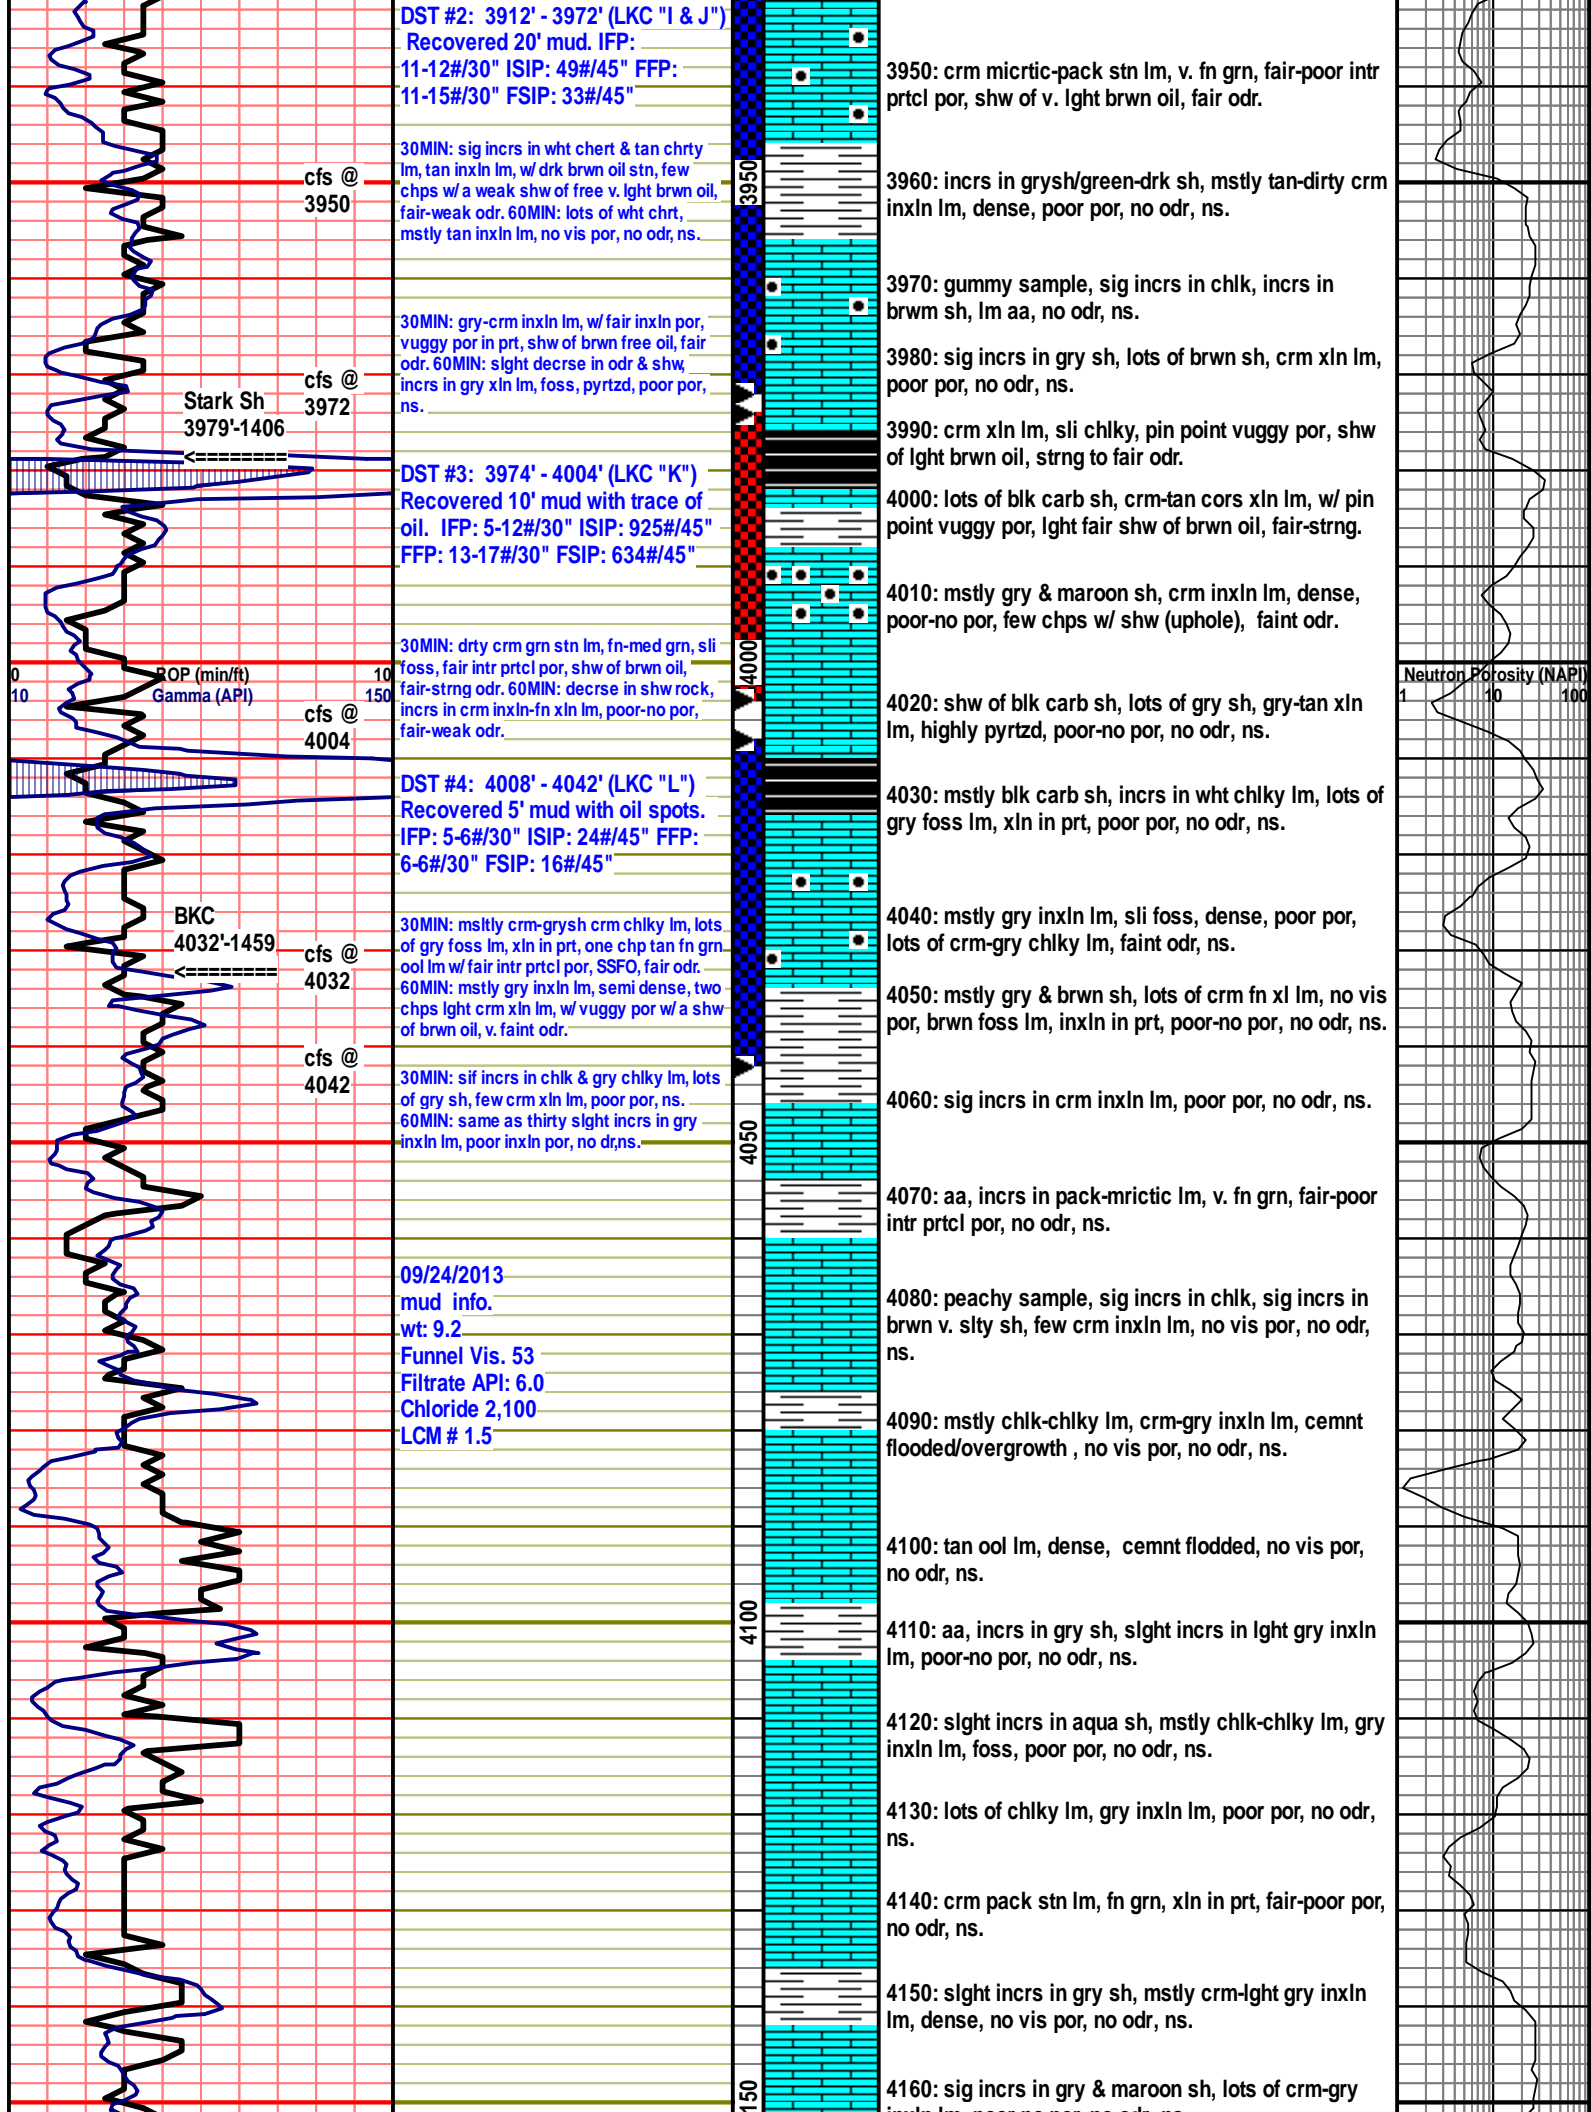 DST #2: 3912' - 3972' (LKC "I & J")
Recovered 20' mud. IFP:
11-12#/30" ISIP: 49#/45" FFP:
11-15#/30" FSIP: 33#/45"
30MIN: sig incrs in wht chert & tan chrty
lm, tan inxln lm, w/ drk brwn oil stn, few
chps w/ a weak shw of free v. lght brwn oil,
fair-weak odr. 60MIN: lots of wht chrt,
mstly tan inxln lm, no vis por, no odr, ns.
30MIN: gry-crm inxln lm, w/ fair inxln por,
vuggy por in prt, shw of brwn free oil, fair
odr. 60MIN: slght decrse in odr & shw,
incrs in gry xln lm, foss, pyrtzd, poor por,
ns.
DST #3: 3974' - 4004' (LKC "K")
Recovered 10' mud with trace of
oil. IFP: 5-12#/30" ISIP: 925#/45"
FFP: 13-17#/30" FSIP: 634#/45"
30MIN: drty crm grn stn lm, fn-med grn, sli
foss, fair intr prtcl por, shw of brwn oil,
fair-strng odr. 60MIN: decrse in shw rock,
incrs in crm inxln-fn xln lm, poor-no por,
fair-weak odr.
DST #4: 4008' - 4042' (LKC "L")
Recovered 5' mud with oil spots.
IFP: 5-6#/30" ISIP: 24#/45" FFP:
6-6#/30" FSIP: 16#/45"
30MIN: msltly crm-grysh crm chlky lm, lots
of gry foss lm, xln in prt, one chp tan fn grn
ool lm w/ fair intr prtcl por, SSFO, fair odr.
60MIN: mstly gry inxln lm, semi dense, two
chps lght crm xln lm, w/ vuggy por w/ a shw
of brwn oil, v. faint odr.
30MIN: sif incrs in chlk & gry chlky lm, lots
of gry sh, few crm xln lm, poor por, ns.
60MIN: same as thirty slght incrs in gry
inxln lm, poor inxln por, no dr,ns.
09/24/2013
mud info.
wt: 9.2
Funnel Vis. 53
Filtrate API: 6.0
Chloride 2,100
LCM # 1.5
cfs @
3950
cfs @
3972
Stark Sh
3979'-1406
<========
0 ROP (min/ft) 10
10 Gamma (API) 150
cfs @
4004
BKC
4032'-1459
<========
cfs @
4032
cfs @
4042
3950
4000
4050
4100
150
3950: crm micrtic-pack stn lm, v. fn grn, fair-poor intr
prtcl por, shw of v. lght brwn oil, fair odr.
3960: incrs in grysh/green-drk sh, mstly tan-dirty crm
inxln lm, dense, poor por, no odr, ns.
3970: gummy sample, sig incrs in chlk, incrs in
brwm sh, lm aa, no odr, ns.
3980: sig incrs in gry sh, lots of brwn sh, crm xln lm,
poor por, no odr, ns.
3990: crm xln lm, sli chlky, pin point vuggy por, shw
of lght brwn oil, strng to fair odr.
4000: lots of blk carb sh, crm-tan cors xln lm, w/ pin
point vuggy por, lght fair shw of brwn oil, fair-strng.
4010: mstly gry & maroon sh, crm inxln lm, dense,
poor-no por, few chps w/ shw (uphole), faint odr.
Neutron Porosity (NAPI)
1 10 100
4020: shw of blk carb sh, lots of gry sh, gry-tan xln
lm, highly pyrtzd, poor-no por, no odr, ns.
4030: mstly blk carb sh, incrs in wht chlky lm, lots of
gry foss lm, xln in prt, poor por, no odr, ns.
4040: mstly gry inxln lm, sli foss, dense, poor por,
lots of crm-gry chlky lm, faint odr, ns.
4050: mstly gry & brwn sh, lots of crm fn xl lm, no vis
por, brwn foss lm, inxln in prt, poor-no por, no odr, ns.
4060: sig incrs in crm inxln lm, poor por, no odr, ns.
4070: aa, incrs in pack-mrictic lm, v. fn grn, fair-poor
intr prtcl por, no odr, ns.
4080: peachy sample, sig incrs in chlk, sig incrs in
brwn v. slty sh, few crm inxln lm, no vis por, no odr,
ns.
4090: mstly chlk-chlky lm, crm-gry inxln lm, cemnt
flooded/overgrowth , no vis por, no odr, ns.
4100: tan ool lm, dense, cemnt flodded, no vis por,
no odr, ns.
4110: aa, incrs in gry sh, slght incrs in lght gry inxln
lm, poor-no por, no odr, ns.
4120: slght incrs in aqua sh, mstly chlk-chlky lm, gry
inxln lm, foss, poor por, no odr, ns.
4130: lots of chlky lm, gry inxln lm, poor por, no odr,
ns.
4140: crm pack stn lm, fn grn, xln in prt, fair-poor por,
no odr, ns.
4150: slght incrs in gry sh, mstly crm-lght gry inxln
lm, dense, no vis por, no odr, ns.
4160: sig incrs in gry & maroon sh, lots of crm-gry